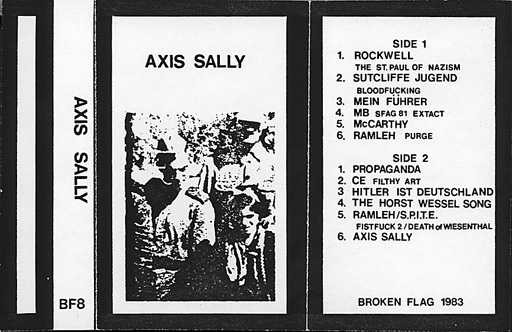 AXIS SALLY
BF8
AXIS SALLY
SIDE 1
1. ROCKWELL
THE ST. PAUL OF NAZISM
2. SUTCLIFFE JUGEND
BLOODFUCKING
3. MEIN FÜHRER
4. MB SFAG 81 EXTACT
5. McCARTHY
6. RAMLEH PURGE
SIDE 2
1. PROPAGANDA
2. CE FILTHY ART
3 HITLER IST DEUTSCHLAND
4. THE HORST WESSEL SONG
5. RAMLEH/S.P.I.T.E.
FISTFUCK 2/DEATH of WIESENTHAL
6. AXIS SALLY
BROKEN FLAG 1983